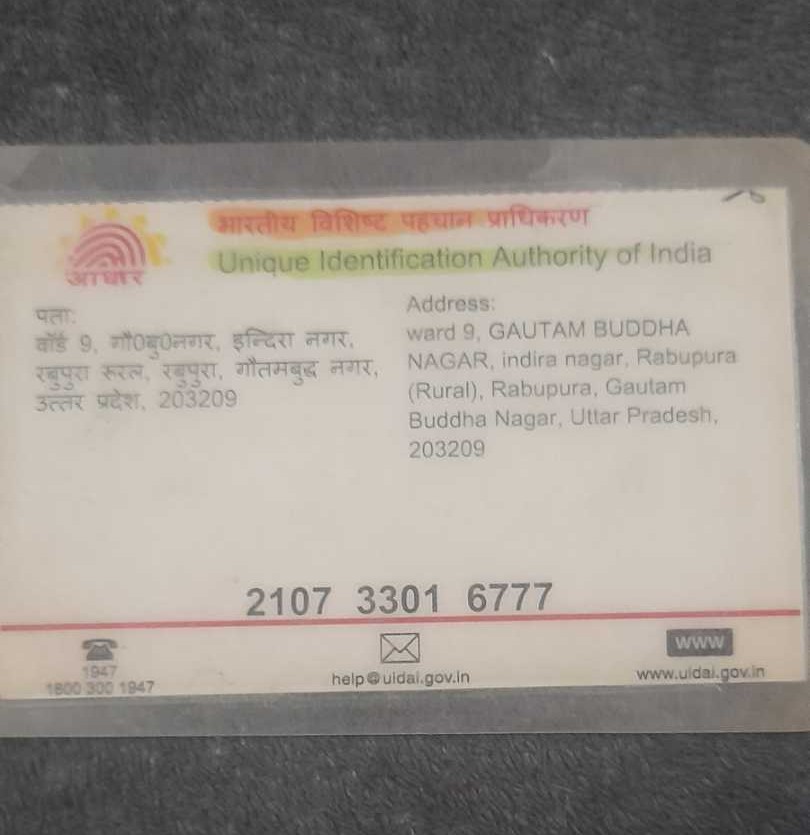 भारतीय विशिष्ट पहचान प्राधिकरण
Unique Identification Authority of India
आधार
पता:
वॉर्ड 9, गौ0बु0नगर, इन्दिरा नगर,
रबुपुरा रूरल, रबुपुरा, गौतमबुद्ध नगर,
उत्तर प्रदेश, 203209
Address:
ward 9, GAUTAM BUDDHA
NAGAR, indira nagar, Rabupura
(Rural), Rabupura, Gautam
Buddha Nagar, Uttar Pradesh,
203209
2107 3301 6777
1947
1800 300 1947
help@uidai.gov.in
www
www.uidai.gov.in